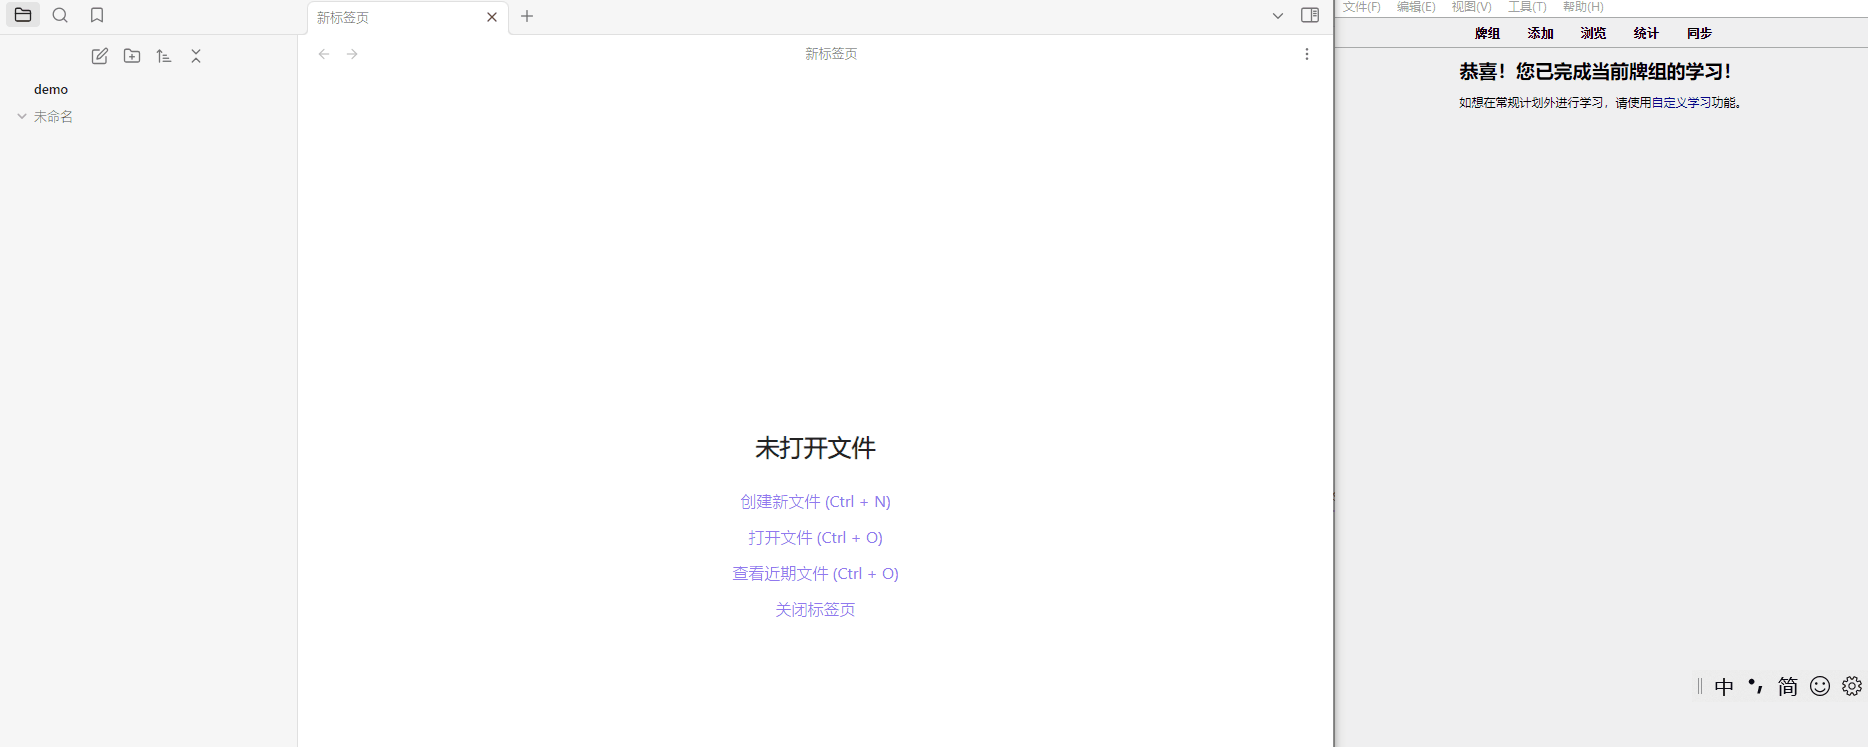 新标签页
新标签页
demo
未命名
未打开文件
创建新文件 (Ctrl + N)
打开文件 (Ctrl + O)
查看近期文件 (Ctrl + O)
关闭标签页
文件(F) 编辑(E) 视图(V) 工具(T) 帮助(H)
牌组 添加 浏览 统计 同步
恭喜！您已完成当前牌组的学习！
如想在常规计划外进行学习，请使用自定义学习功能。
中 简